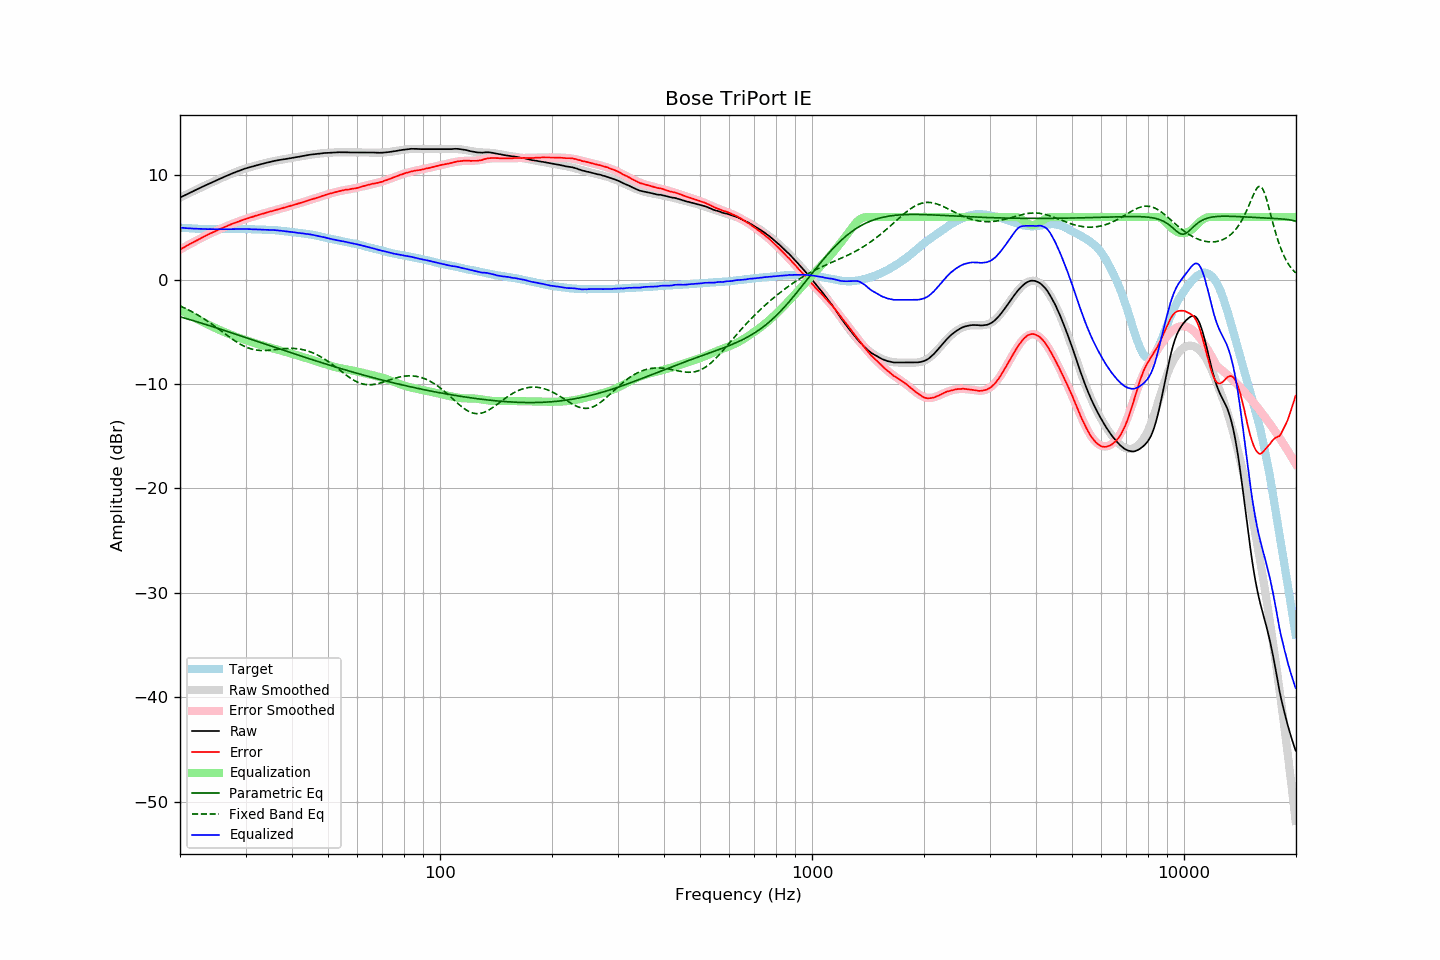 Bose TriPort IE
10
0
−10
−20
−30
−40
−50
Amplitude (dBr)
100
1000
10000
Frequency (Hz)
Target
Raw Smoothed
Error Smoothed
Raw
Error
Equalization
Parametric Eq
Fixed Band Eq
Equalized